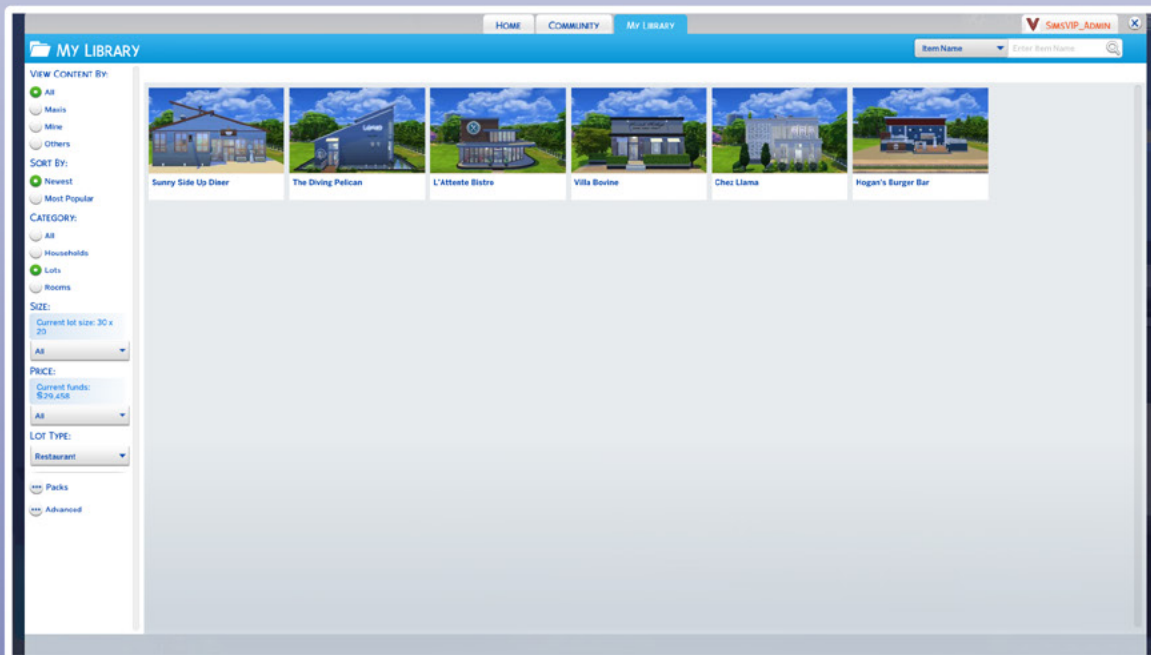 HOME
COMMUNITY
MY LIBRARY
SIMSVIP_ADMIN
MY LIBRARY
Item Name
Enter Item Name
VIEW CONTENT BY:
All
Maxis
Mine
Others
SORT BY:
Newest
Most Popular
CATEGORY:
All
Households
Lots
Rooms
SIZE:
Current lot size: 30 x
20
All
PRICE:
Current funds:
§29,458
All
LOT TYPE:
Restaurant
Packs
Advanced
Sunny Side Up Diner
The Diving Pelican
L'Attente Bistro
Villa Bovine
Chez Llama
Hogan's Burger Bar